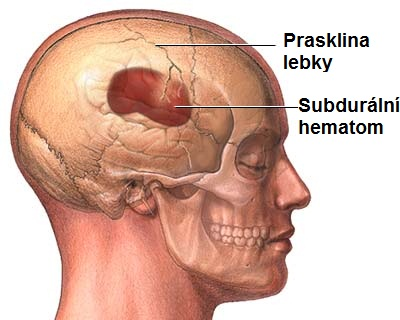 Prasklina
lebky
Subdurální
hematom